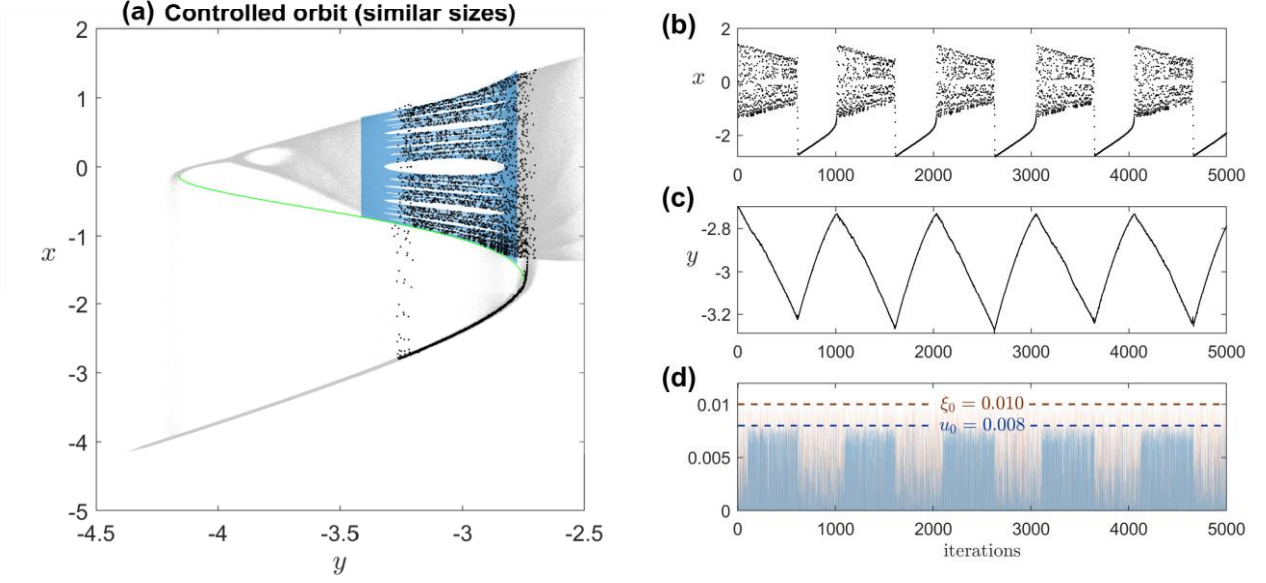 (a) Controlled orbit (similar sizes)
2
1
0
-1
-2
-3
-4
-5
x
-4.5 -4 -3.5 -3 -2.5
y
(b)
2
0
-2
x
0 1000 2000 3000 4000 5000
(c)
-2.8
-3
-3.2
y
0 1000 2000 3000 4000 5000
(d)
0.01
0.005
0
ξ₀ = 0.010
u₀ = 0.008
0 1000 2000 3000 4000 5000
iterations